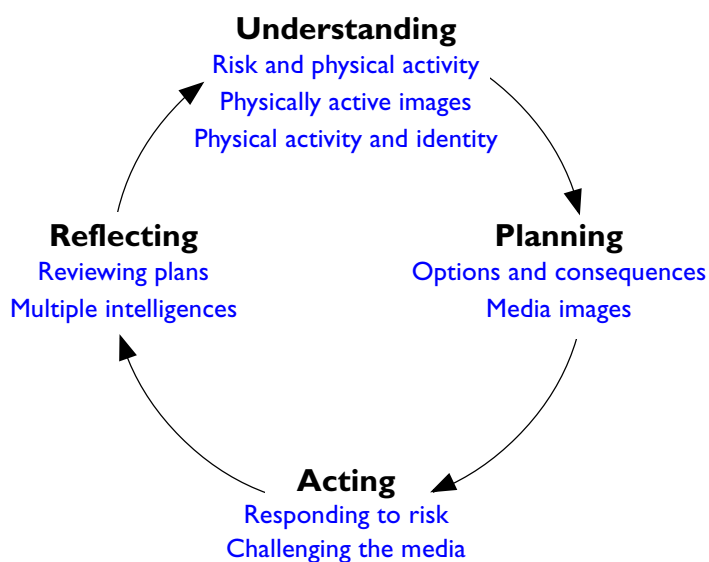 Understanding
Risk and physical activity
Physically active images
Physical activity and identity
Planning
Options and consequences
Media images
Acting
Responding to risk
Challenging the media
Reflecting
Reviewing plans
Multiple intelligences